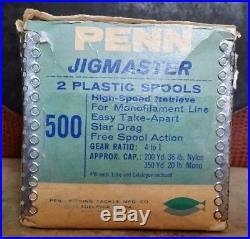 PENN
JIGMASTER
2 PLASTIC SPOOLS
High-Speed Retrieve
For Monofilament Line
Easy Take-Apart
Star Drag
Free Spool Action
500
GEAR RATIO: 4 to 1
APPROX. CAP.: 200 Yd. 36 lb. Nylon
350 Yd. 20 lb. Mono
PENN FISHING TACKLE MFG. CO.